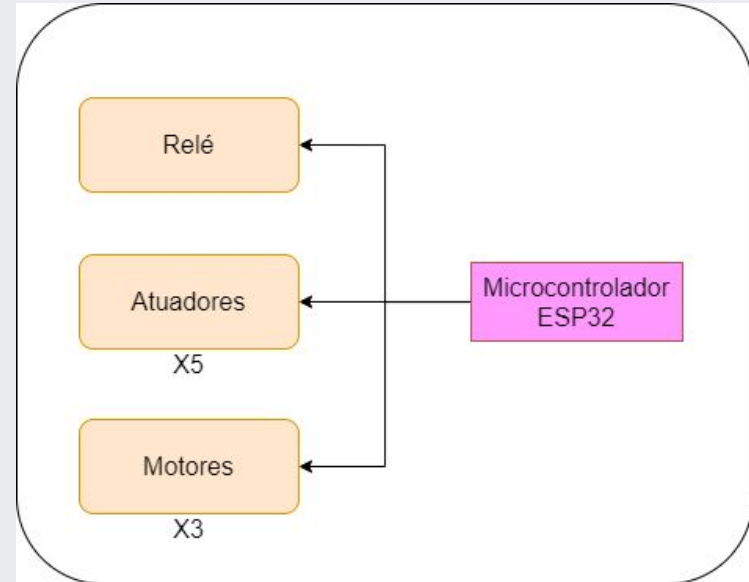 Relé
Atuadores
X5
Motores
X3
Microcontrolador
ESP32